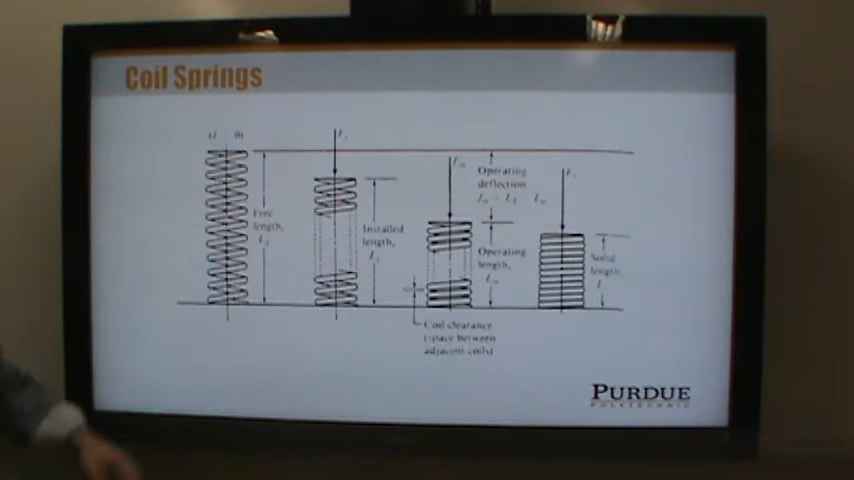 Coil Springs
Free
length,
Installed
length,
Operating
deflection
Operating
length,
Solid
length,
Coil clearance
(space between
adjacent coils)
PURDUE
POLYTECHNIC